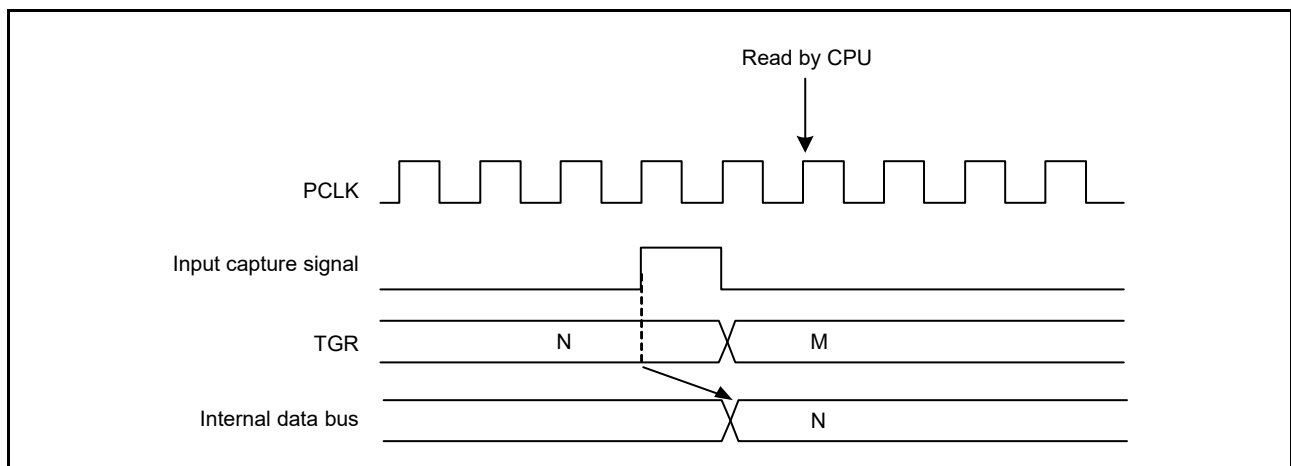 Read by CPU
PCLK
Input capture signal
TGR
N
M
Internal data bus
N